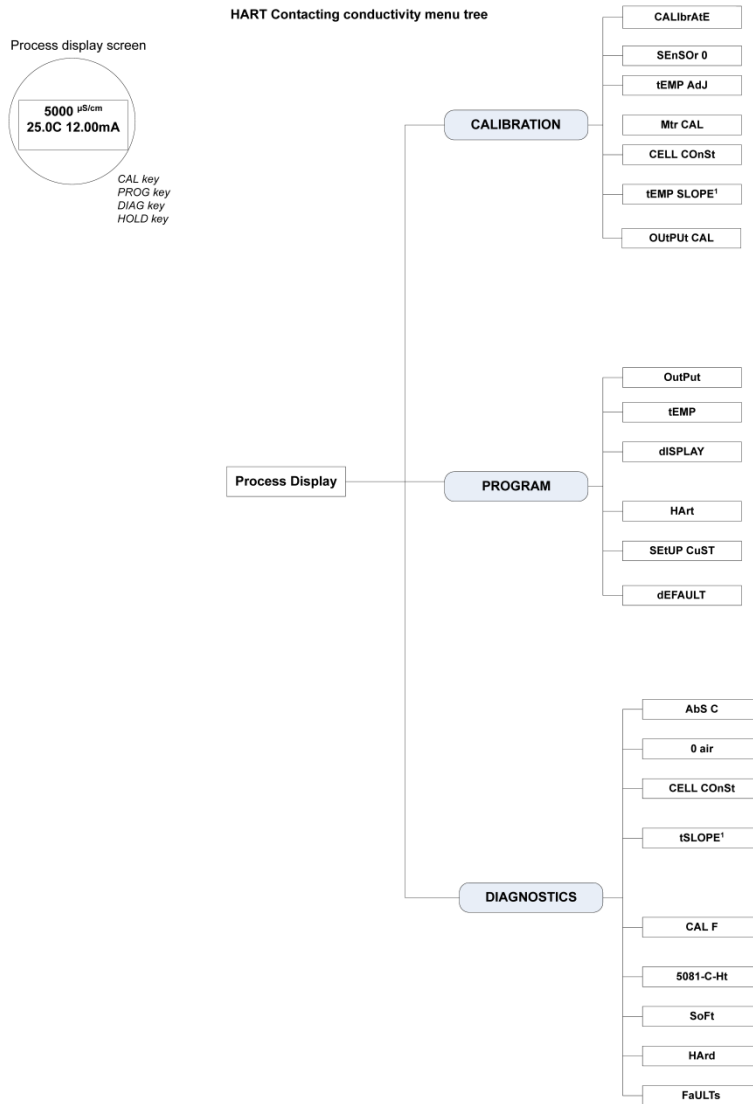 HART Contacting conductivity menu tree
Process display screen
5000 µS/cm
25.0C 12.00mA
CAL key
PROG key
DIAG key
HOLD key
Process Display
CALIBRATION
CALIbrAtE
SEnSOr 0
tEMP AdJ
Mtr CAL
CELL COnSt
tEMP SLOPE¹
OUtPUt CAL
PROGRAM
OutPut
tEMP
dISPLAY
HArt
SEtUP CuST
dEFAULT
DIAGNOSTICS
AbS C
0 air
CELL COnSt
tSLOPE¹
CAL F
5081-C-Ht
SoFt
HArd
FaULTs